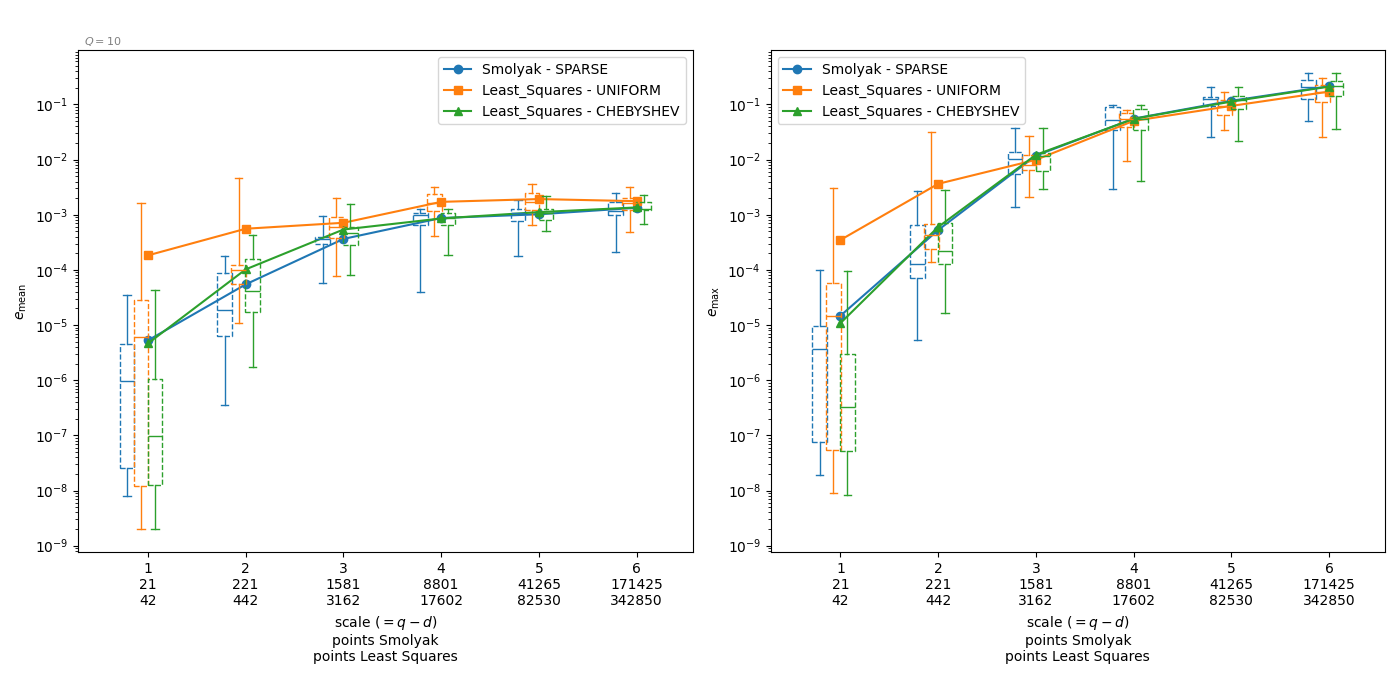 Q = 10
Smolyak - SPARSE
Least_Squares - UNIFORM
Least_Squares - CHEBYSHEV
10⁻¹
10⁻²
10⁻³
10⁻⁴
10⁻⁵
10⁻⁶
10⁻⁷
10⁻⁸
10⁻⁹
e_mean
1 2 3 4 5 6
21 221 1581 8801 41265 171425
42 442 3162 17602 82530 342850
scale (= q − d)
points Smolyak
points Least Squares
Smolyak - SPARSE
Least_Squares - UNIFORM
Least_Squares - CHEBYSHEV
10⁻¹
10⁻²
10⁻³
10⁻⁴
10⁻⁵
10⁻⁶
10⁻⁷
10⁻⁸
10⁻⁹
e_max
1 2 3 4 5 6
21 221 1581 8801 41265 171425
42 442 3162 17602 82530 342850
scale (= q − d)
points Smolyak
points Least Squares